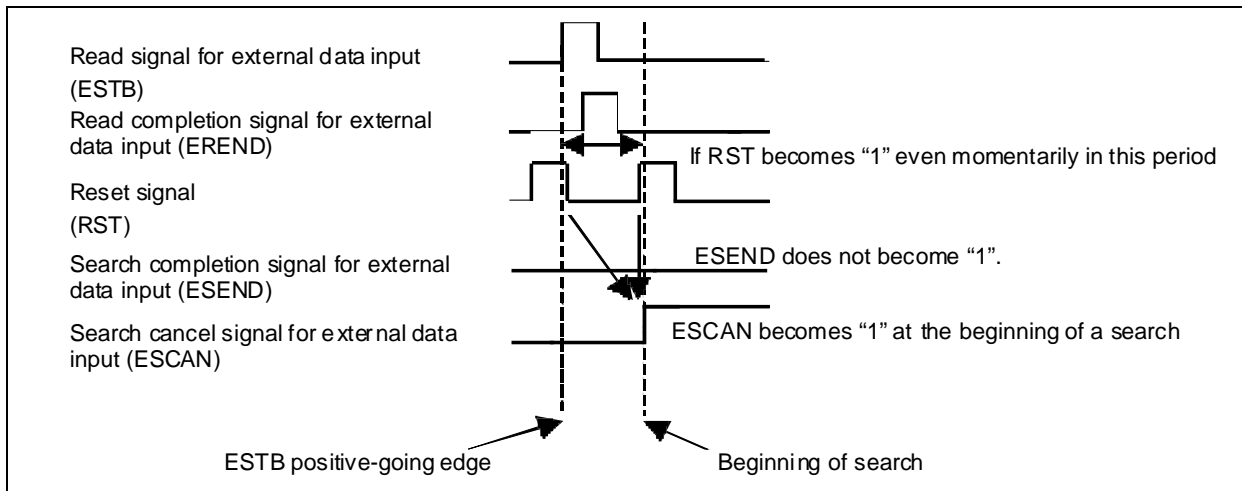 Read signal for external data input
(ESTB)
Read completion signal for external
data input (EREND)
If RST becomes “1” even momentarily in this period
Reset signal
(RST)
ESEND does not become “1”.
Search completion signal for external
data input (ESEND)
ESCAN becomes “1” at the beginning of a search
Search cancel signal for external data
input (ESCAN)
ESTB positive-going edge
Beginning of search